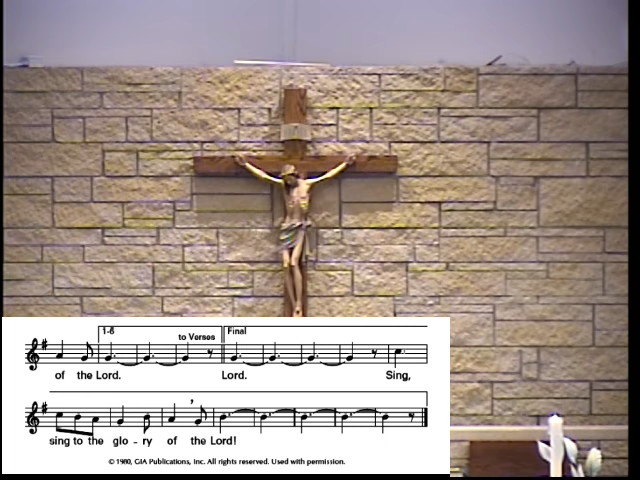 1-6 to Verses Final
of the Lord. Lord. Sing,
sing to the glo - ry of the Lord!
© 1980, GIA Publications, Inc. All rights reserved. Used with permission.